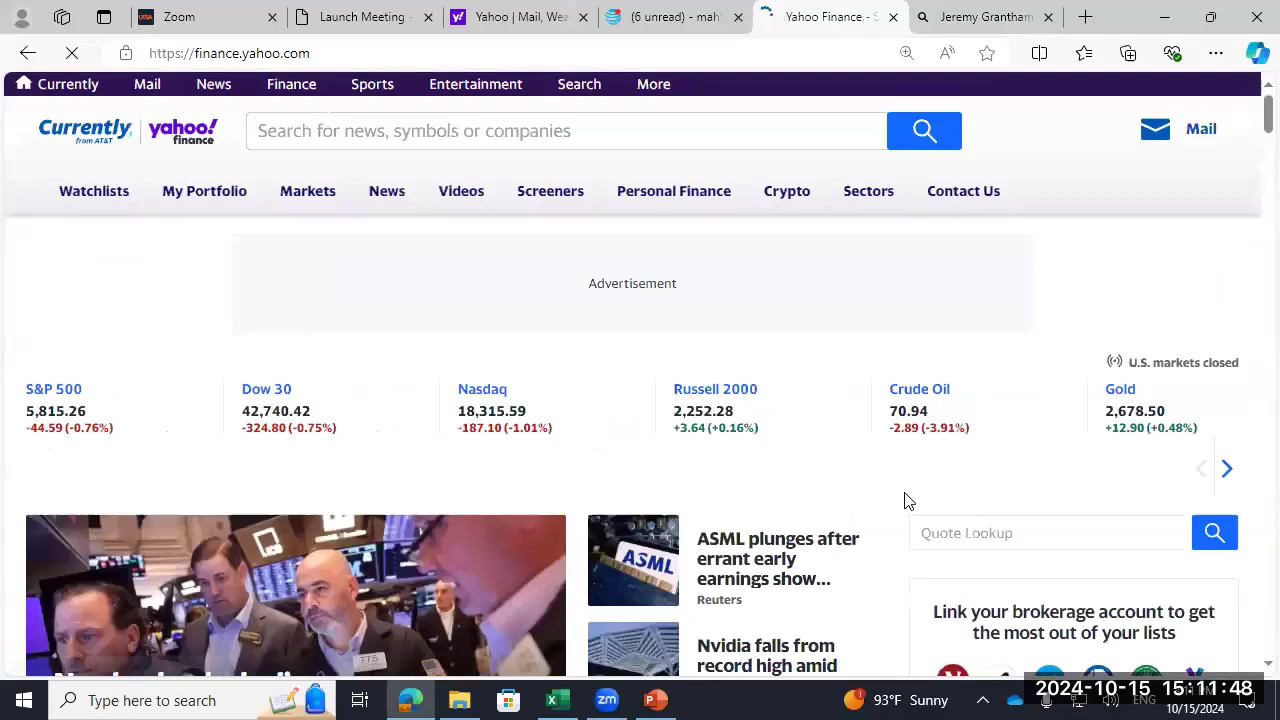 Zoom
Launch Meeting -
Yahoo | Mail, Wea
(6 unread) - mah
Yahoo Finance - S
Jeremy Grantham
https://finance.yahoo.com
Currently Mail News Finance Sports Entertainment Search More
Currently
from AT&T
yahoo!
finance
Search for news, symbols or companies
Mail
Watchlists My Portfolio Markets News Videos Screeners Personal Finance Crypto Sectors Contact Us
Advertisement
U.S. markets closed
S&P 500
5,815.26
-44.59 (-0.76%)
Dow 30
42,740.42
-324.80 (-0.75%)
Nasdaq
18,315.59
-187.10 (-1.01%)
Russell 2000
2,252.28
+3.64 (+0.16%)
Crude Oil
70.94
-2.89 (-3.91%)
Gold
2,678.50
+12.90 (+0.48%)
ASML
ASML plunges after
errant early
earnings show...
Reuters
Nvidia falls from
record high amid
Quote Lookup
Link your brokerage account to get
the most out of your lists
Type here to search
zm
93°F Sunny
ENG
2024-10-15 15:11:48
10/15/2024